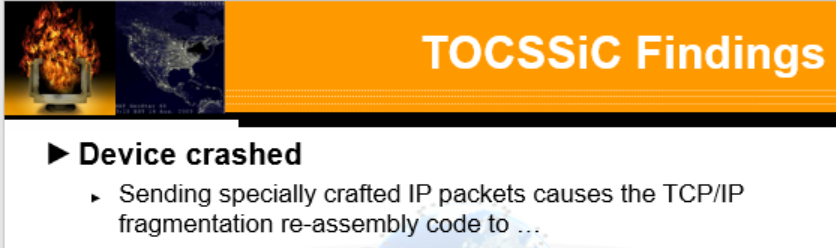 TOCSSiC Findings
► Device crashed
► Sending specially crafted IP packets causes the TCP/IP
fragmentation re-assembly code to …